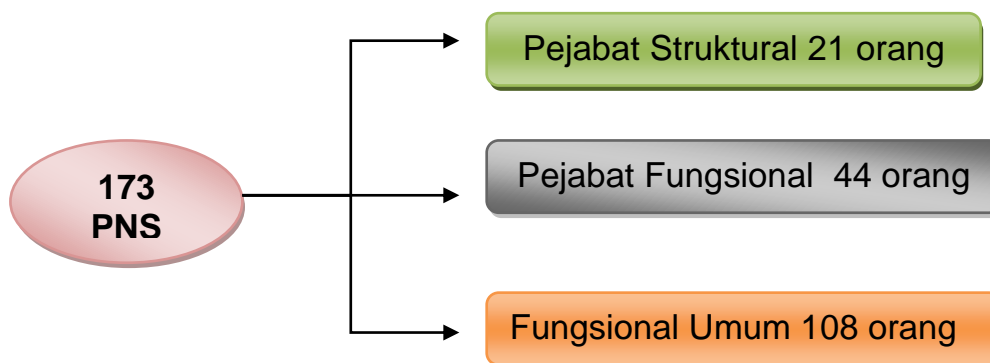 Pejabat Struktural 21 orang
173
PNS
Pejabat Fungsional 44 orang
Fungsional Umum 108 orang